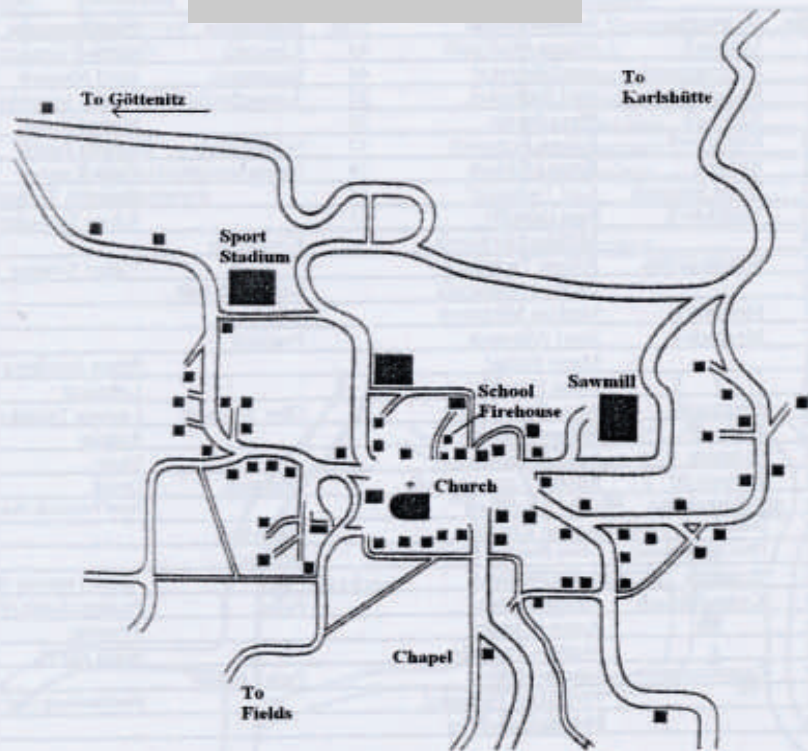 To Göttenitz
To
Karlshütte
Sport
Stadium
School
Firehouse
Sawmill
Church
Chapel
To
Fields